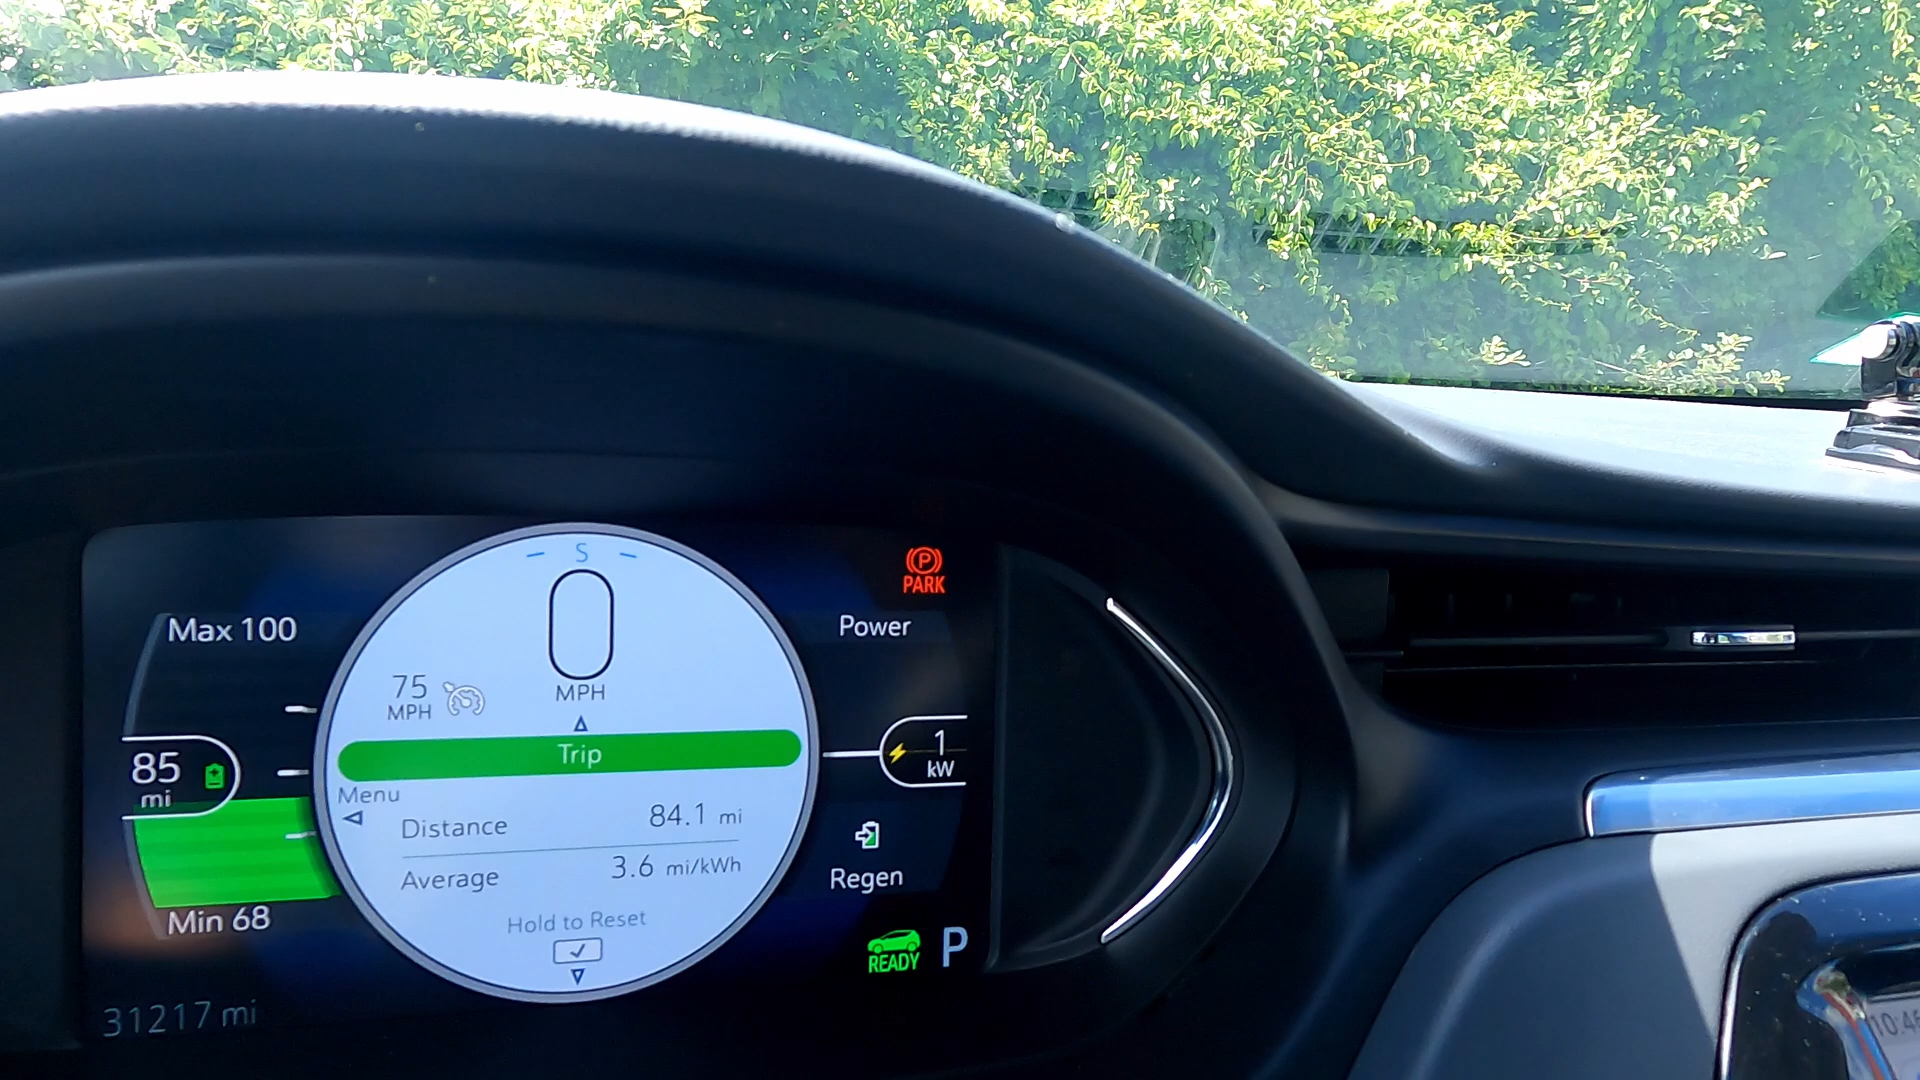 S
PARK
Max 100
Power
75
MPH
MPH
Trip
85
mi
1
kW
Menu
Distance 84.1 mi
Average 3.6 mi/kWh
Regen
Min 68
Hold to Reset
READY
P
31217 mi